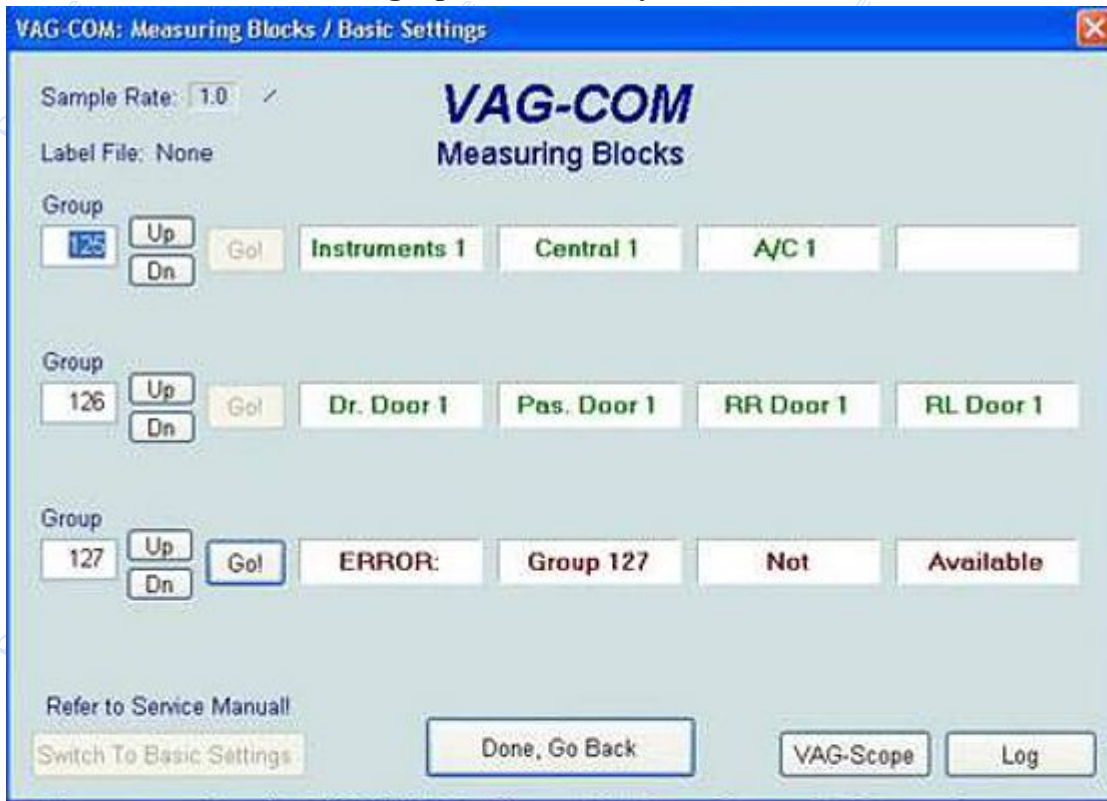 VAG-COM: Measuring Blocks / Basic Settings
Sample Rate: 1.0
VAG-COM
Label File: None
Measuring Blocks
Group
125 Up Dn Go! Instruments 1 Central 1 A/C 1
Group
126 Up Dn Go! Dr. Door 1 Pas. Door 1 RR Door 1 RL Door 1
Group
127 Up Dn Go! ERROR: Group 127 Not Available
Refer to Service Manual!
Switch To Basic Settings Done, Go Back VAG-Scope Log